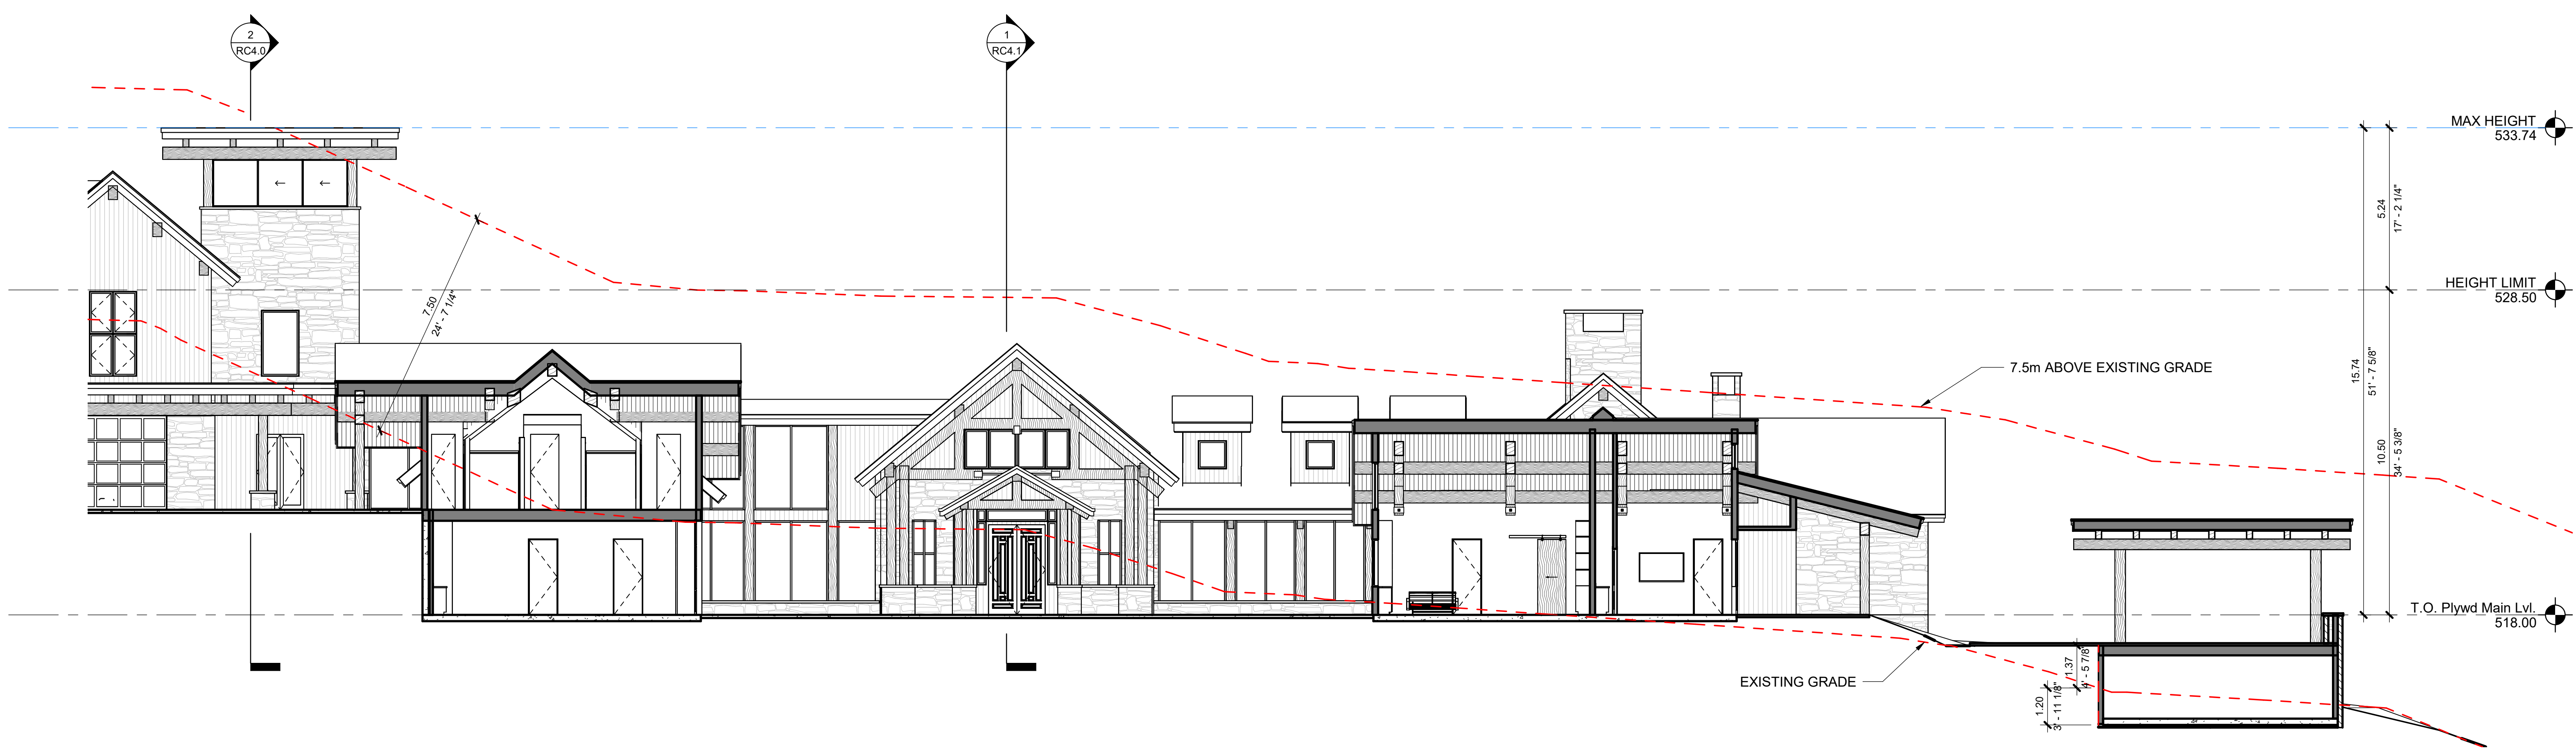 2
RC4.0
1
RC4.1
MAX HEIGHT
533.74
5.24
17' - 2 1/4"
7.50
24' - 7 1/4"
HEIGHT LIMIT
528.50
7.5m ABOVE EXISTING GRADE
15.74
51' - 7 5/8"
10.50
34' - 5 3/8"
T.O. Plywd Main Lvl.
518.00
EXISTING GRADE
1.37
4' - 5 7/8"
1.20
3' - 11 1/8"